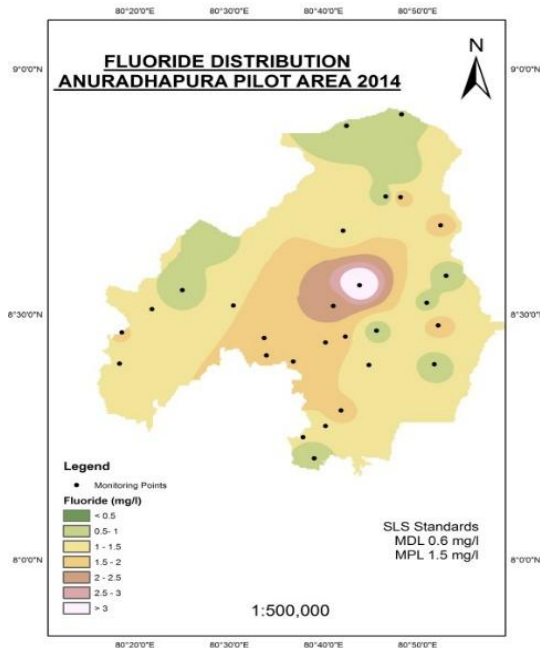 80°20'0"E 80°30'0"E 80°40'0"E 80°50'0"E
FLUORIDE DISTRIBUTION
ANURADHAPURA PILOT AREA 2014
N
9°0'0"N 9°0'0"N
8°30'0"N 8°30'0"N
Legend
Monitoring Points
Fluoride (mg/l)
< 0.5
0.5- 1
1 - 1.5
1.5 - 2
2 - 2.5
2.5 - 3
> 3
SLS Standards
MDL 0.6 mg/l
MPL 1.5 mg/l
8°0'0"N 8°0'0"N
1:500,000
80°20'0"E 80°30'0"E 80°40'0"E 80°50'0"E